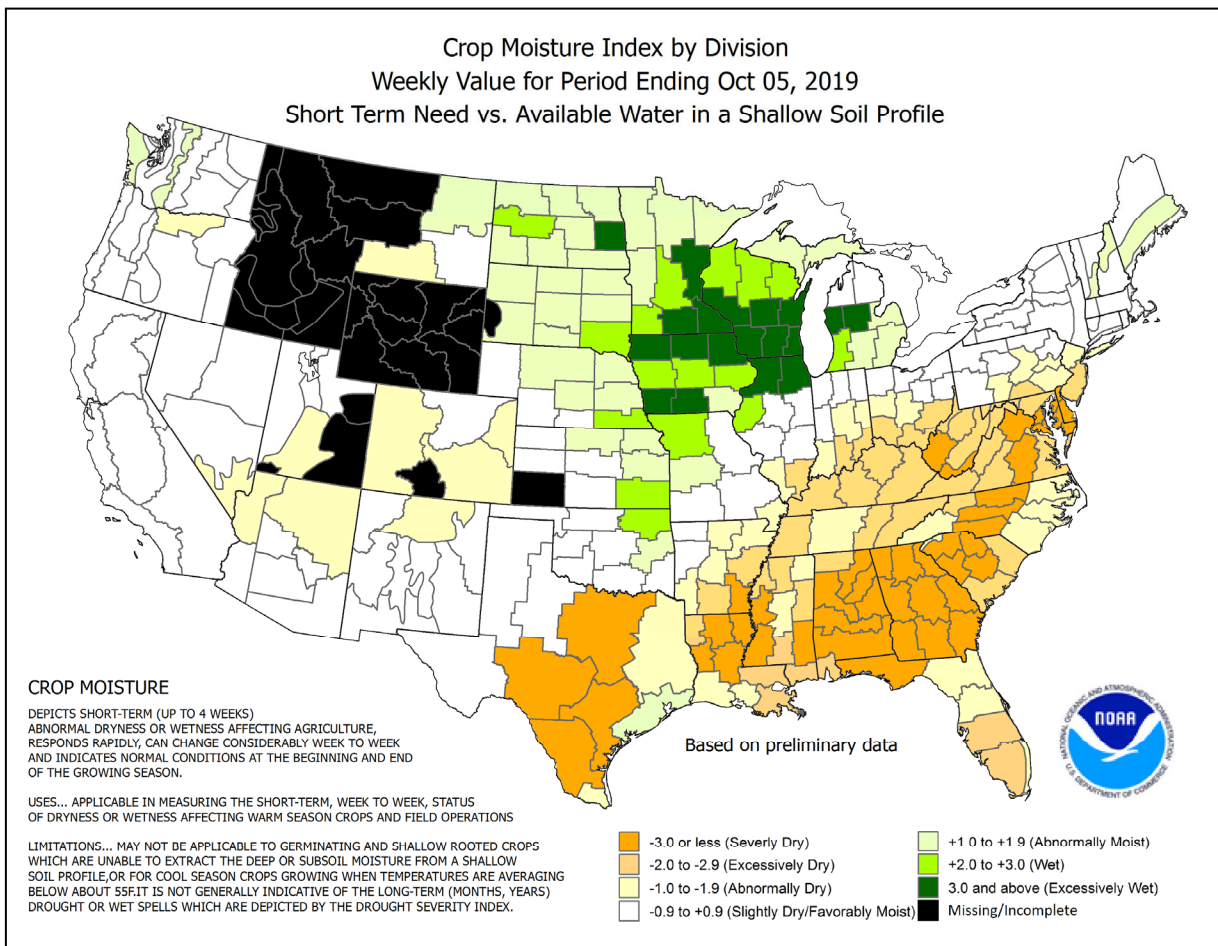 Crop Moisture Index by Division
Weekly Value for Period Ending Oct 05, 2019
Short Term Need vs. Available Water in a Shallow Soil Profile
CROP MOISTURE
DEPICTS SHORT-TERM (UP TO 4 WEEKS)
ABNORMAL DRYNESS OR WETNESS AFFECTING AGRICULTURE,
RESPONDS RAPIDLY, CAN CHANGE CONSIDERABLY WEEK TO WEEK
AND INDICATES NORMAL CONDITIONS AT THE BEGINNING AND END
OF THE GROWING SEASON.
USES... APPLICABLE IN MEASURING THE SHORT-TERM, WEEK TO WEEK, STATUS
OF DRYNESS OR WETNESS AFFECTING WARM SEASON CROPS AND FIELD OPERATIONS
LIMITATIONS... MAY NOT BE APPLICABLE TO GERMINATING AND SHALLOW ROOTED CROPS
WHICH ARE UNABLE TO EXTRACT THE DEEP OR SUBSOIL MOISTURE FROM A SHALLOW
SOIL PROFILE,OR FOR COOL SEASON CROPS GROWING WHEN TEMPERATURES ARE AVERAGING
BELOW ABOUT 55F.IT IS NOT GENERALLY INDICATIVE OF THE LONG-TERM (MONTHS, YEARS)
DROUGHT OR WET SPELLS WHICH ARE DEPICTED BY THE DROUGHT SEVERITY INDEX.
Based on preliminary data
NATIONAL OCEANIC AND ATMOSPHERIC ADMINISTRATION
NOAA
U.S. DEPARTMENT OF COMMERCE
-3.0 or less (Severly Dry)
-2.0 to -2.9 (Excessively Dry)
-1.0 to -1.9 (Abnormally Dry)
-0.9 to +0.9 (Slightly Dry/Favorably Moist)
+1.0 to +1.9 (Abnormally Moist)
+2.0 to +3.0 (Wet)
3.0 and above (Excessively Wet)
Missing/Incomplete